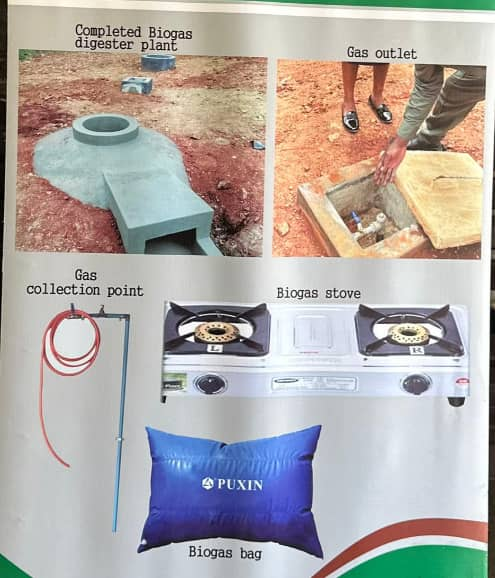 Completed Biogas
digester plant
Gas outlet
Gas
collection point
Biogas stove
L
R
PUXIN
Biogas bag